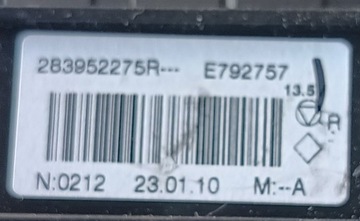 283952275R--- E792757
13.5
R
N:0212 23.01.10 M:--A